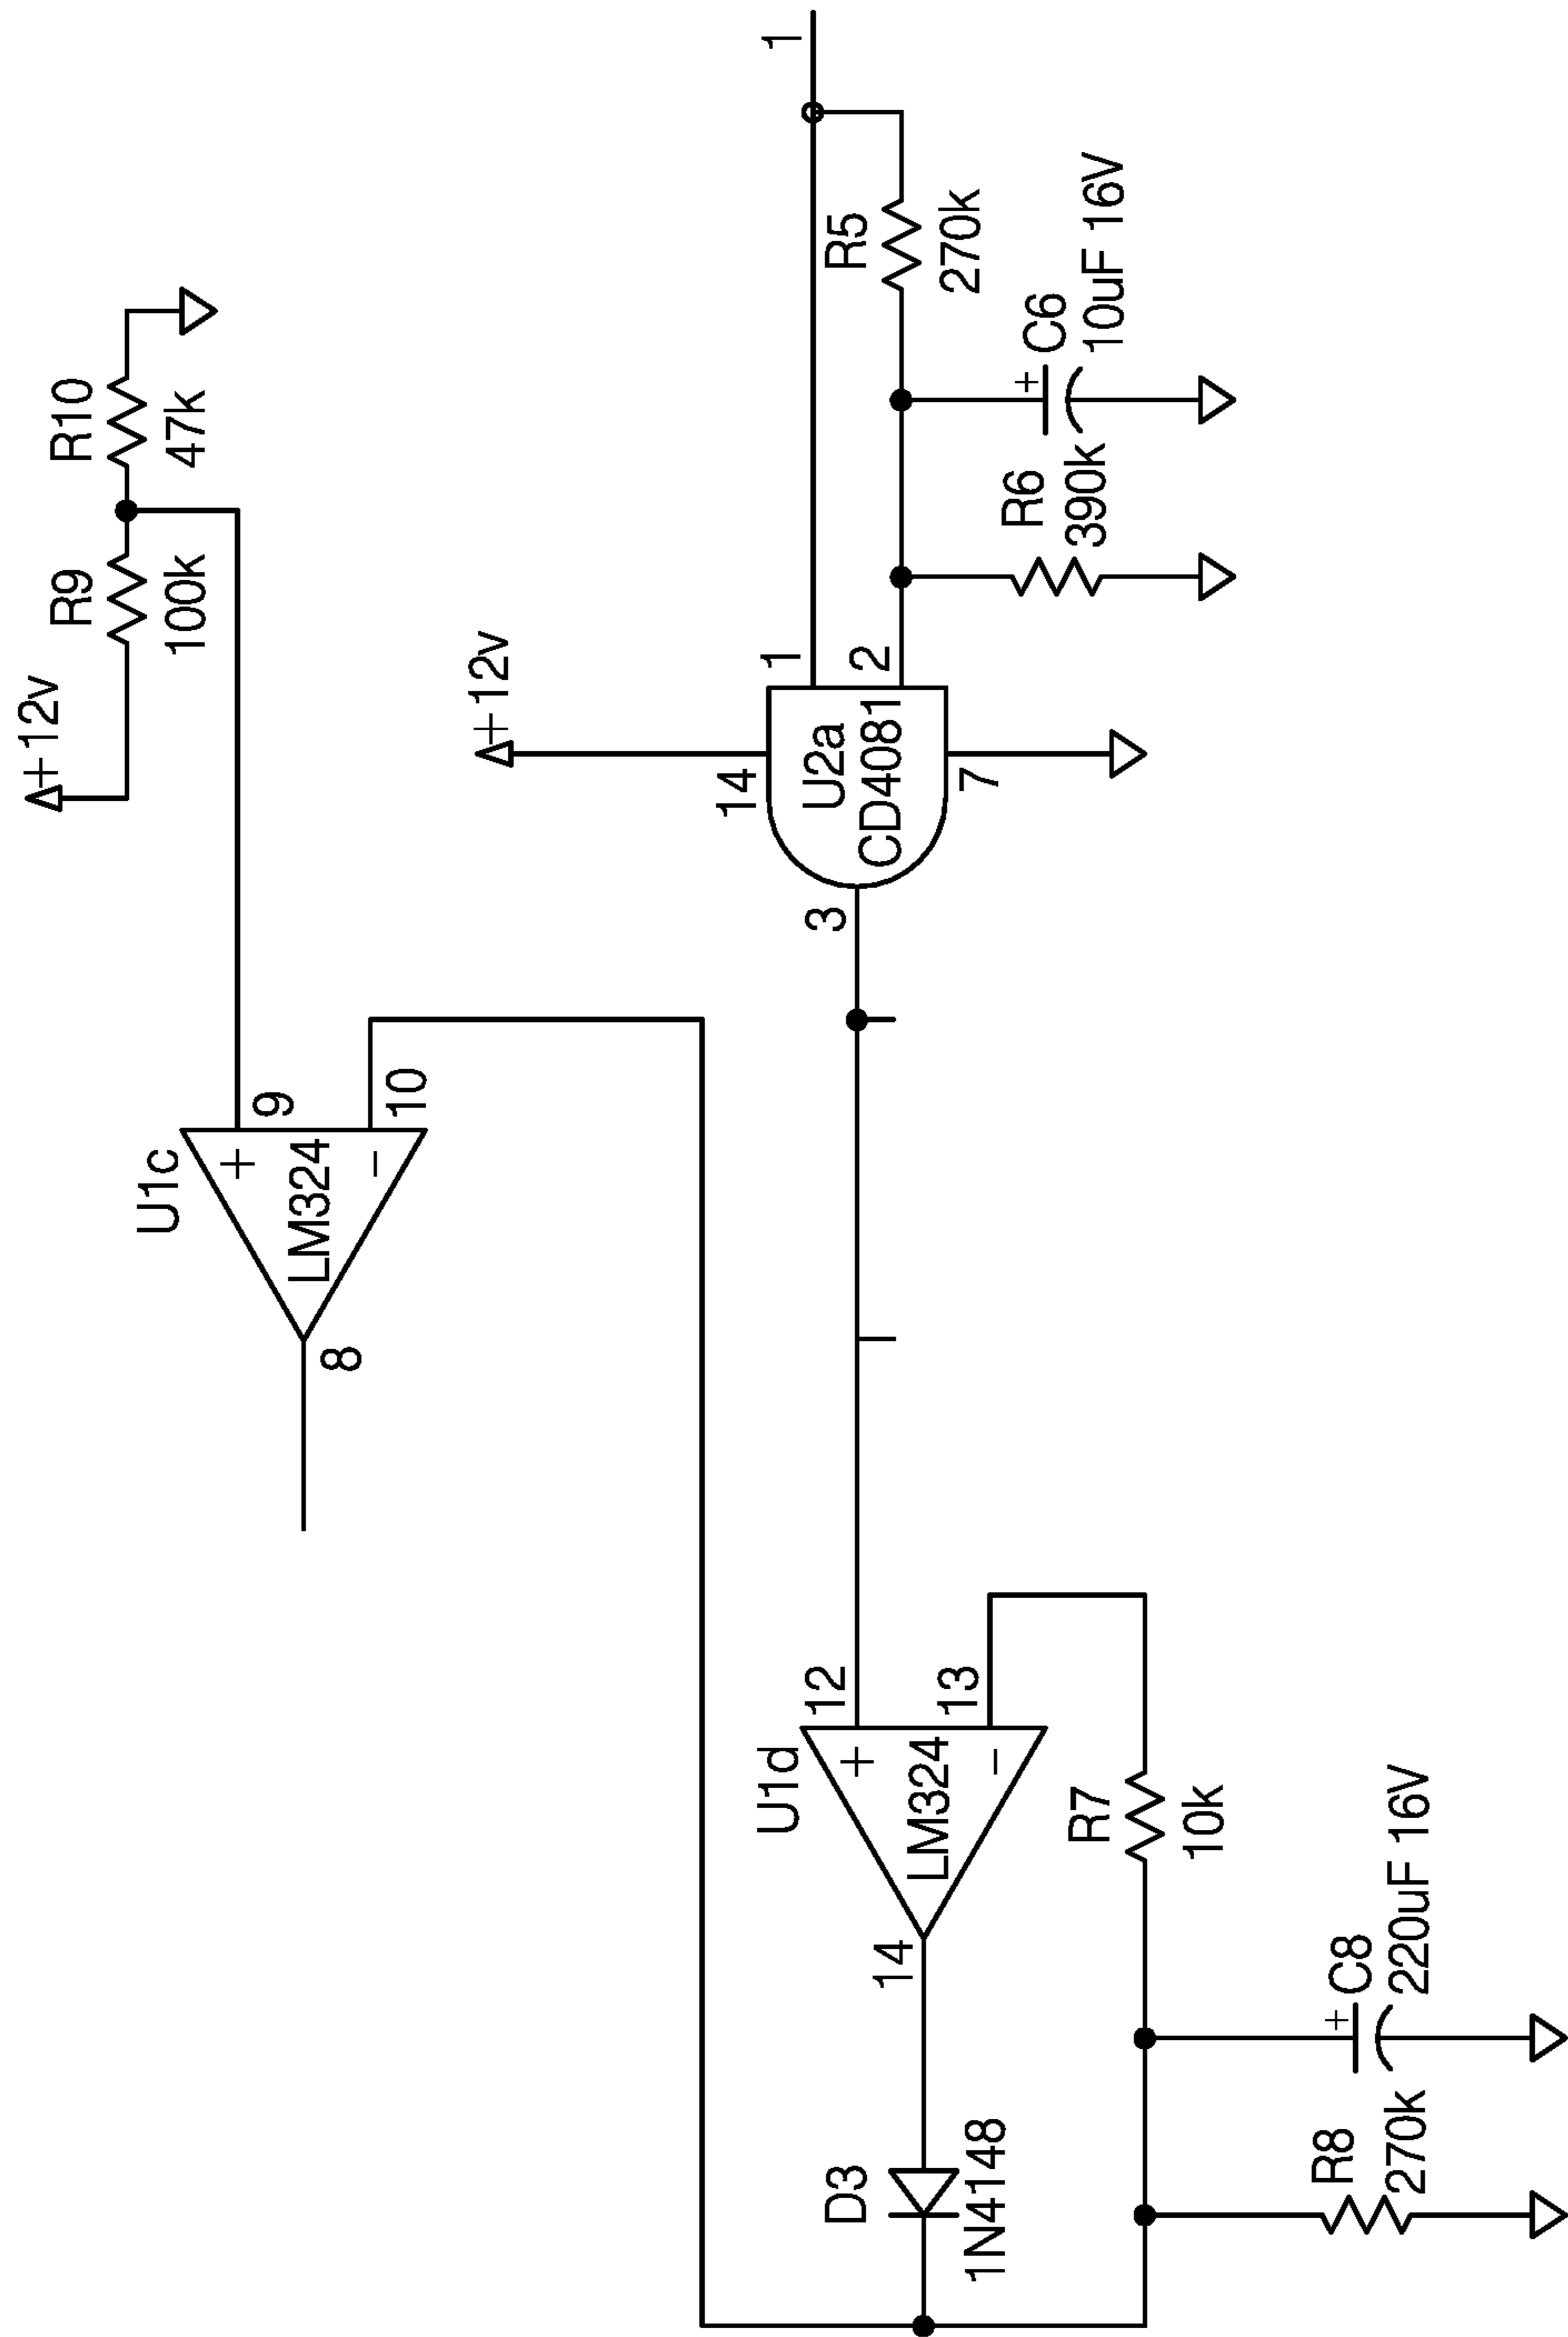 +12v
R9
100k
R10
47k
U1c
LM324
+
-
9
10
8
+12v
U2a
CD4081
14
7
1
2
3
1
R5
270k
C6
+
10uF 16V
R6
390k
U1d
LM324
+
-
12
13
14
R7
10k
D3
1N4148
C8
+
220uF 16V
R8
270k